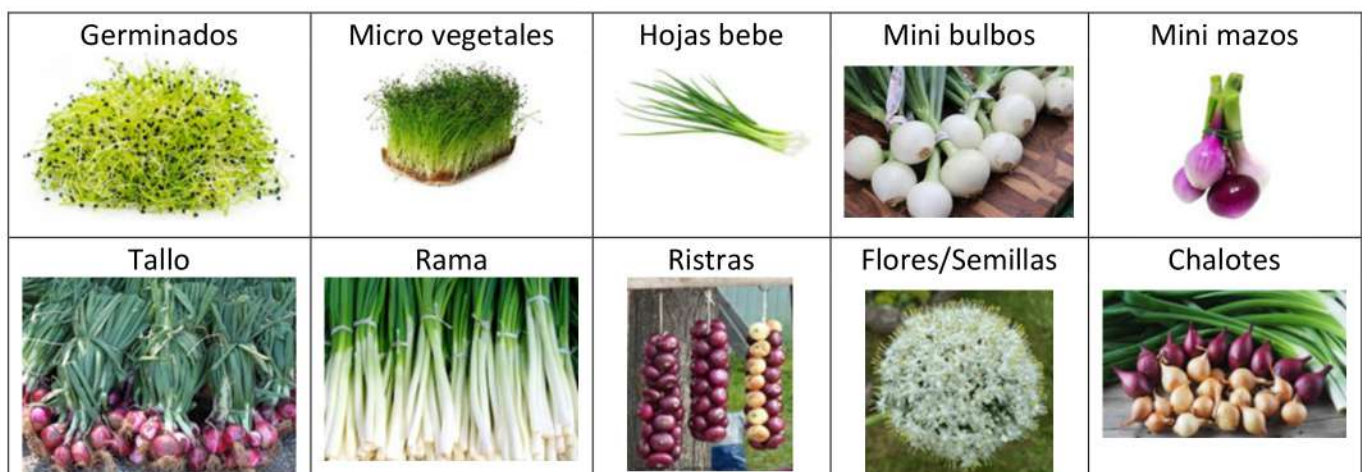 Germinados
Micro vegetales
Hojas bebe
Mini bulbos
Mini mazos
Tallo
Rama
Ristras
Flores/Semillas
Chalotes